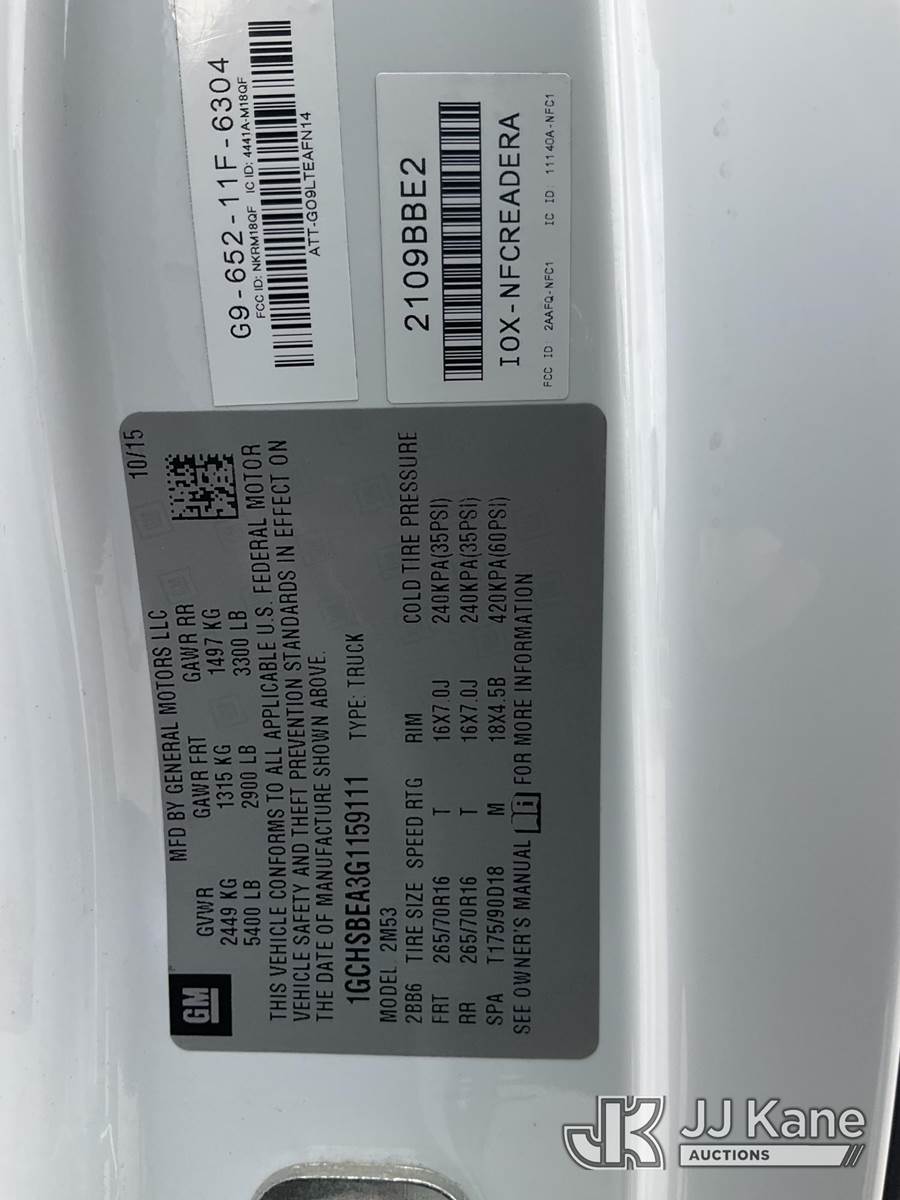 GM
MFD BY GENERAL MOTORS LLC
10/15
GVWR GAWR FRT GAWR RR
2449 KG 1315 KG 1497 KG
5400 LB 2900 LB 3300 LB
THIS VEHICLE CONFORMS TO ALL APPLICABLE U.S. FEDERAL MOTOR
VEHICLE SAFETY AND THEFT PREVENTION STANDARDS IN EFFECT ON
THE DATE OF MANUFACTURE SHOWN ABOVE.
1GCHSBEA3G1159111 TYPE: TRUCK
MODEL: 2M53
2BB6 TIRE SIZE SPEED RTG RIM COLD TIRE PRESSURE
FRT 265/70R16 T 16X7.0J 240KPA(35PSI)
RR 265/70R16 T 16X7.0J 240KPA(35PSI)
SPA T175/90D18 M 18X4.5B 420KPA(60PSI)
SEE OWNER'S MANUAL i FOR MORE INFORMATION
G9-652-11F-6304
FCC ID: NKRM18QF IC ID: 4441A-M18QF
ATT-GO9LTEAFN14
2109BBE2
IOX-NFCREADERA
FCC ID 2AAFQ-NFC1 IC ID: 11140A-NFC1
JK JJ Kane
AUCTIONS